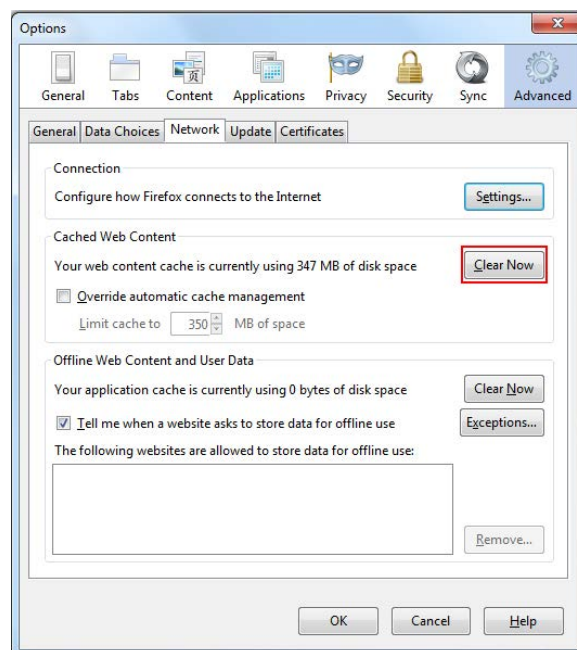 Options
General Tabs Content Applications Privacy Security Sync Advanced
页
General Data Choices Network Update Certificates
Connection
Configure how Firefox connects to the Internet Settings...
Cached Web Content
Your web content cache is currently using 347 MB of disk space Clear Now
Override automatic cache management
Limit cache to 350 MB of space
Offline Web Content and User Data
Your application cache is currently using 0 bytes of disk space Clear Now
Tell me when a website asks to store data for offline use Exceptions...
The following websites are allowed to store data for offline use:
Remove...
OK Cancel Help